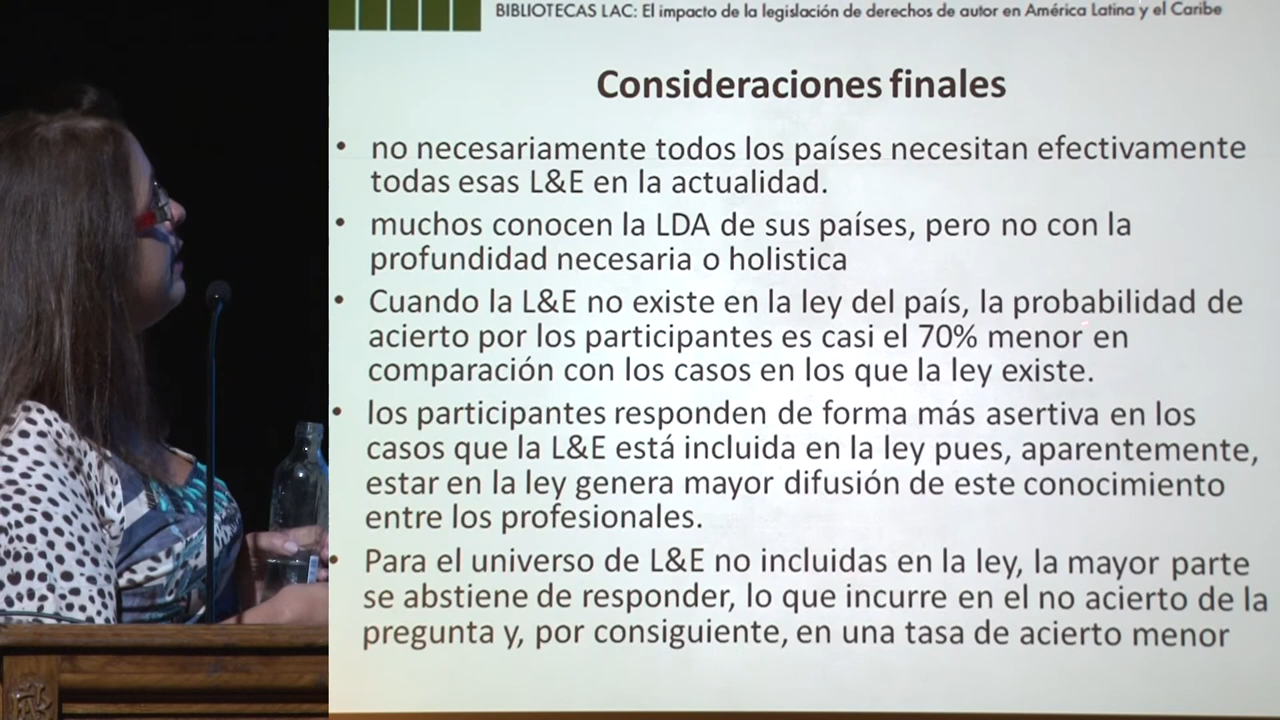 BIBLIOTECAS LAC: El impacto de la legislación de derechos de autor en América Latina y el Caribe
Consideraciones finales
• no necesariamente todos los países necesitan efectivamente
todas esas L&E en la actualidad.
• muchos conocen la LDA de sus países, pero no con la
profundidad necesaria o holistica
• Cuando la L&E no existe en la ley del país, la probabilidad de
acierto por los participantes es casi el 70% menor en
comparación con los casos en los que la ley existe.
• los participantes responden de forma más asertiva en los
casos que la L&E está incluida en la ley pues, aparentemente,
estar en la ley genera mayor difusión de este conocimiento
entre los profesionales.
• Para el universo de L&E no incluidas en la ley, la mayor parte
se abstiene de responder, lo que incurre en el no acierto de la
pregunta y, por consiguiente, en una tasa de acierto menor